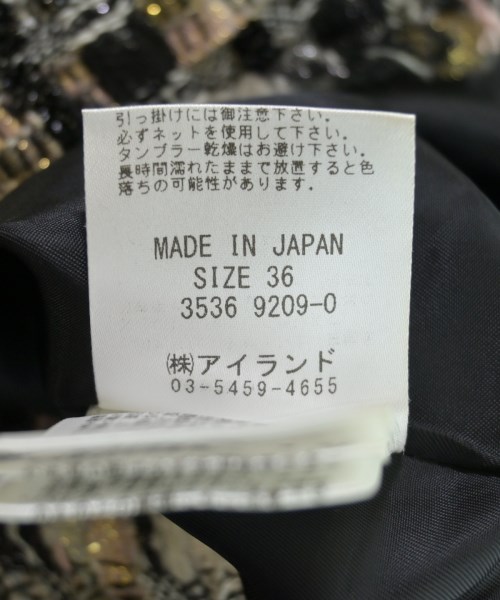 引っ掛けには御注意下さい。
必ずネットを使用して下さい。
タンブラー乾燥はお避け下さい。
長時間濡れたままで放置すると色
落ちの可能性があります。
MADE IN JAPAN
SIZE 36
3536 9209-0
㈱アイランド
03-5459-4655